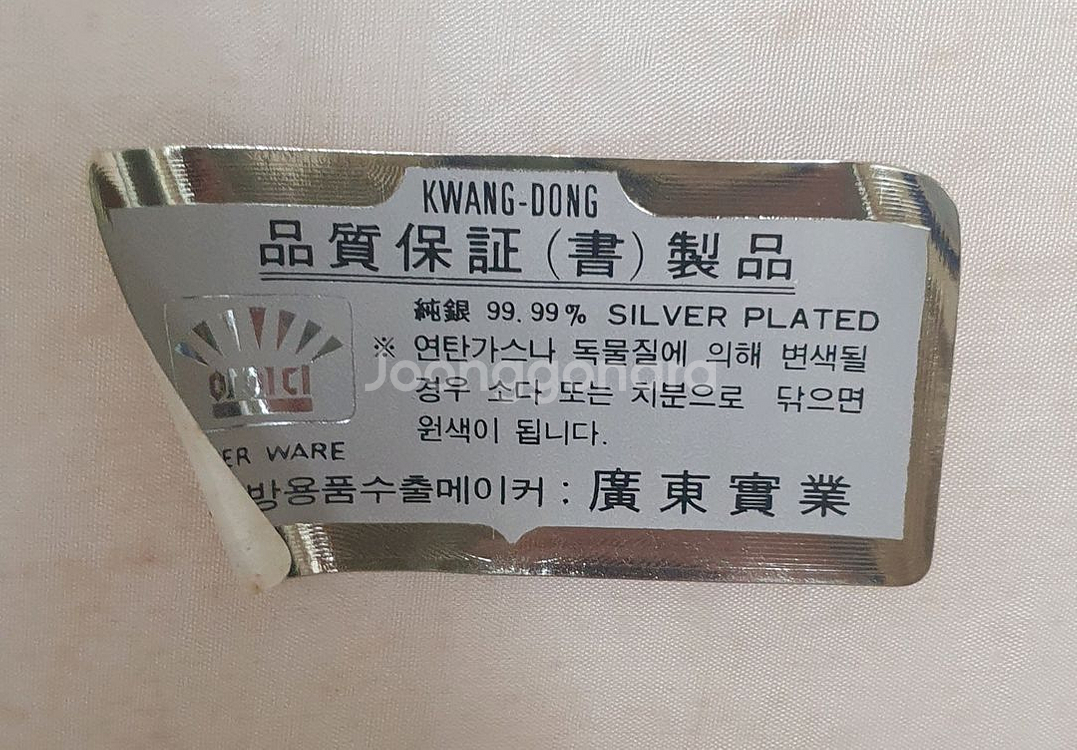 KWANG-DONG
品質保証(書)製品
純銀 99.99% SILVER PLATED
※ 연탄가스나 독물질에 의해 변색될
경우 소다 또는 치분으로 닦으면
원색이 됩니다.
WARE
방용품수출메이커 : 廣東實業
Joonggonara